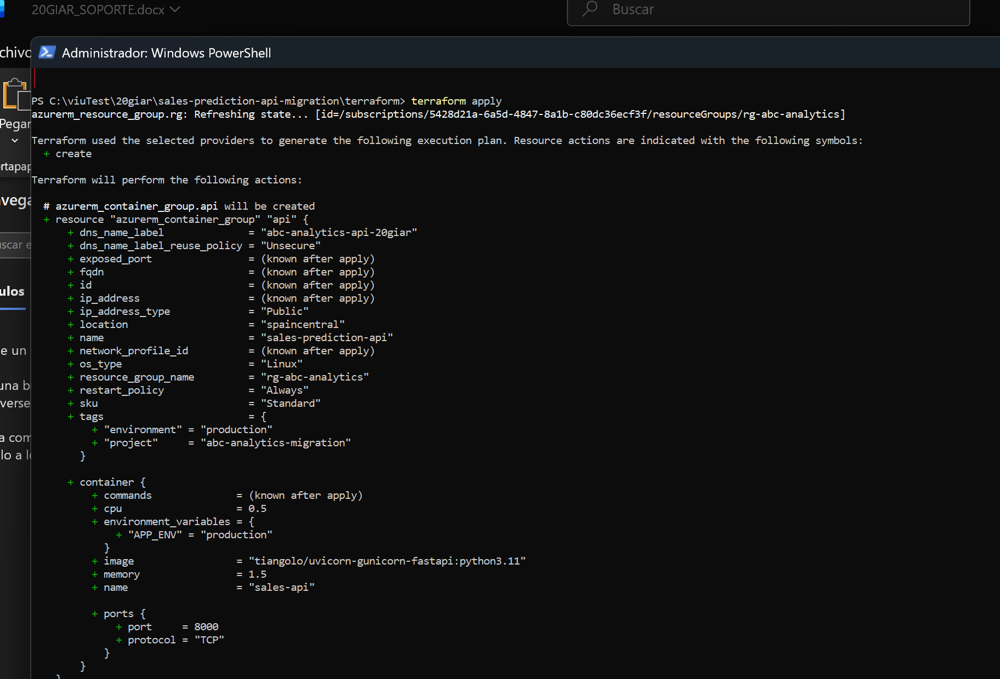 20GIAR_SOPORTE.docx
Buscar
chivo
Administrador: Windows PowerShell
Pegar
rtapap
vega
uscar e
ulos
e un
una b
verse
a com
lo a l
PS C:\viuTest\20giar\sales-prediction-api-migration\terraform> terraform apply
azurerm_resource_group.rg: Refreshing state... [id=/subscriptions/5428d21a-6a5d-4847-8a1b-c80dc36ecf3f/resourceGroups/rg-abc-analytics]
Terraform used the selected providers to generate the following execution plan. Resource actions are indicated with the following symbols:
+ create
Terraform will perform the following actions:
# azurerm_container_group.api will be created
+ resource "azurerm_container_group" "api" {
+ dns_name_label = "abc-analytics-api-20giar"
+ dns_name_label_reuse_policy = "Unsecure"
+ exposed_port = (known after apply)
+ fqdn = (known after apply)
+ id = (known after apply)
+ ip_address = (known after apply)
+ ip_address_type = "Public"
+ location = "spaincentral"
+ name = "sales-prediction-api"
+ network_profile_id = (known after apply)
+ os_type = "Linux"
+ resource_group_name = "rg-abc-analytics"
+ restart_policy = "Always"
+ sku = "Standard"
+ tags = {
+ "environment" = "production"
+ "project" = "abc-analytics-migration"
}
+ container {
+ commands = (known after apply)
+ cpu = 0.5
+ environment_variables = {
+ "APP_ENV" = "production"
}
+ image = "tiangolo/uvicorn-gunicorn-fastapi:python3.11"
+ memory = 1.5
+ name = "sales-api"
+ ports {
+ port = 8000
+ protocol = "TCP"
}
}
}